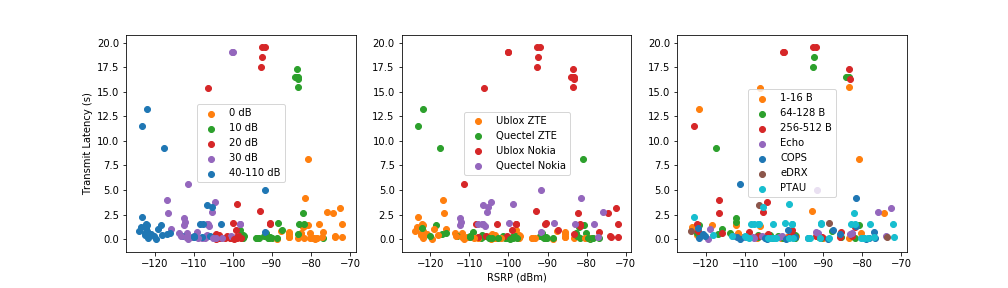 20.0
17.5
15.0
12.5
10.0
7.5
5.0
2.5
0.0
Transmit Latency (s)
0 dB
10 dB
20 dB
30 dB
40-110 dB
−120 −110 −100 −90 −80 −70
20.0
17.5
15.0
12.5
10.0
7.5
5.0
2.5
0.0
Ublox ZTE
Quectel ZTE
Ublox Nokia
Quectel Nokia
−120 −110 −100 −90 −80 −70
RSRP (dBm)
20.0
17.5
15.0
12.5
10.0
7.5
5.0
2.5
0.0
1-16 B
64-128 B
256-512 B
Echo
COPS
eDRX
PTAU
−120 −110 −100 −90 −80 −70